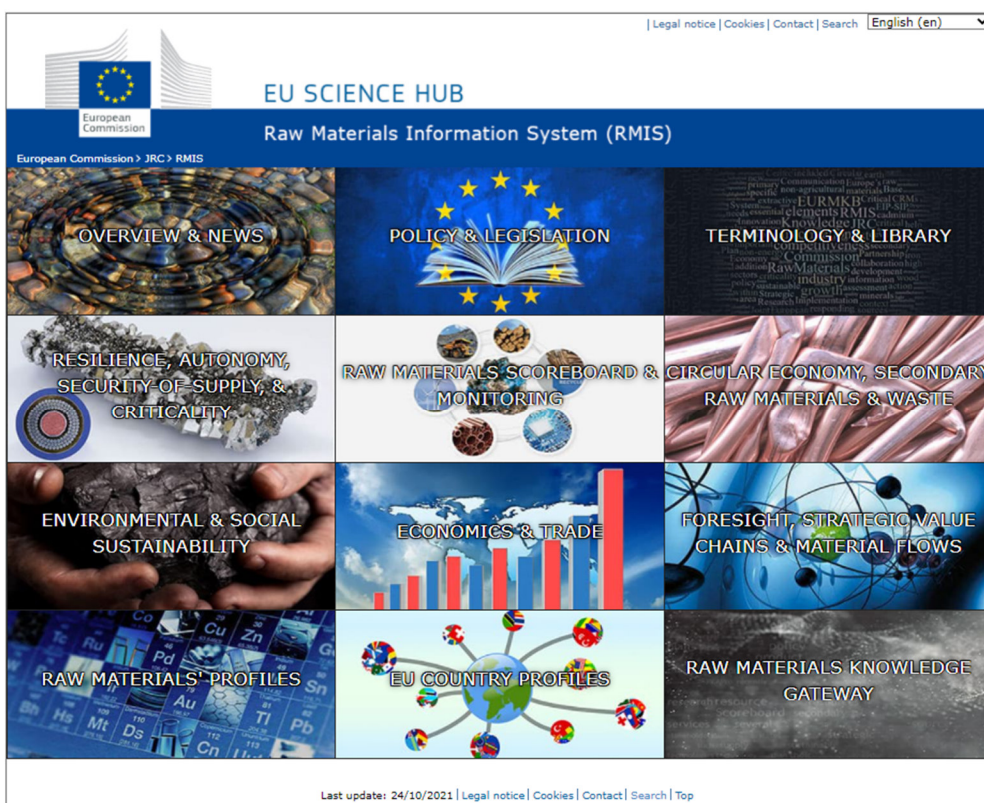 | Legal notice | Cookies | Contact | Search English (en)
European
Commission
EU SCIENCE HUB
Raw Materials Information System (RMIS)
European Commission > JRC > RMIS
OVERVIEW & NEWS
POLICY & LEGISLATION
TERMINOLOGY & LIBRARY
RESILIENCE, AUTONOMY,
SECURITY OF SUPPLY, &
CRITICALITY
RAW MATERIALS SCOREBOARD &
MONITORING
CIRCULAR ECONOMY, SECONDARY
RAW MATERIALS & WASTE
ENVIRONMENTAL & SOCIAL
SUSTAINABILITY
ECONOMICS & TRADE
FORESIGHT, STRATEGIC VALUE
CHAINS & MATERIAL FLOWS
RAW MATERIALS' PROFILES
EU COUNTRY PROFILES
RAW MATERIALS KNOWLEDGE
GATEWAY
Last update: 24/10/2021 | Legal notice | Cookies | Contact | Search | Top